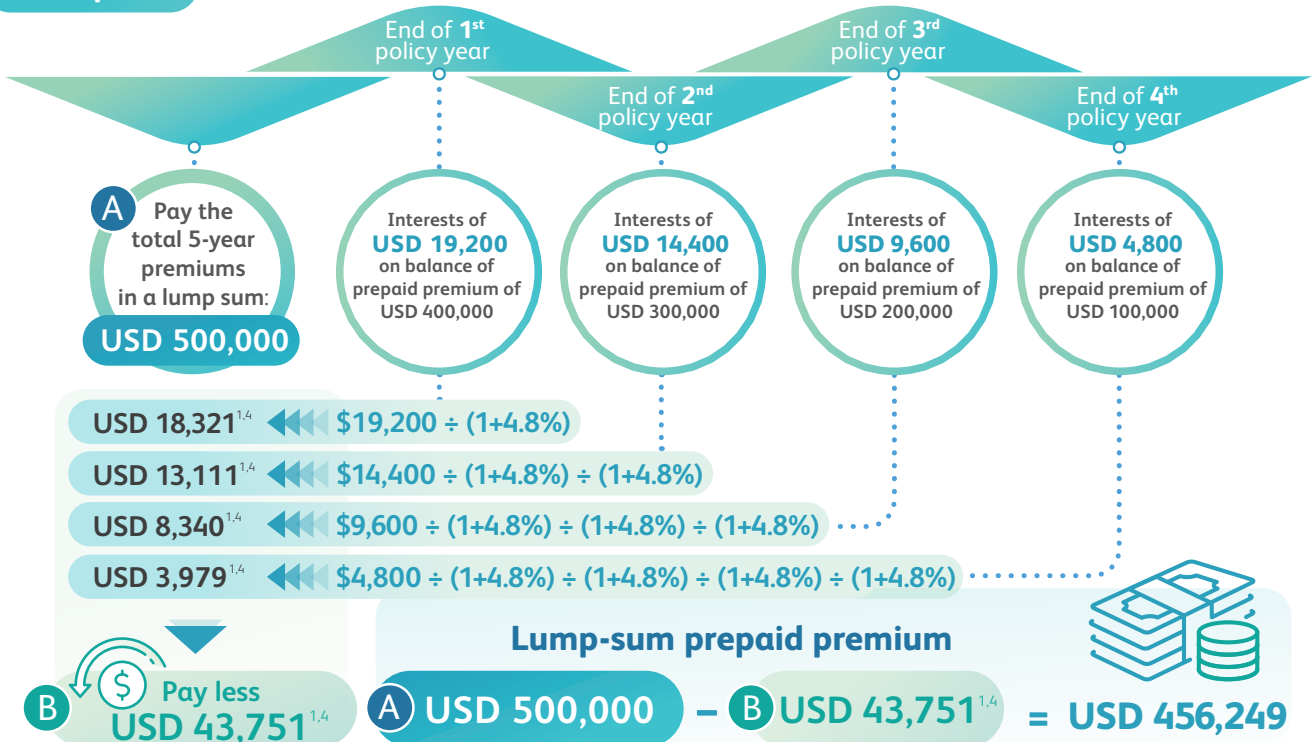 End of 1st
policy year
End of 3rd
policy year
End of 2nd
policy year
End of 4th
policy year
A
Pay the
total 5-year
premiums
in a lump sum:
USD 500,000
Interests of
USD 19,200
on balance of
prepaid premium of
USD 400,000
Interests of
USD 14,400
on balance of
prepaid premium of
USD 300,000
Interests of
USD 9,600
on balance of
prepaid premium of
USD 200,000
Interests of
USD 4,800
on balance of
prepaid premium of
USD 100,000
USD 18,321 1,4 $19,200 ÷ (1+4.8%)
USD 13,111 1,4 $14,400 ÷ (1+4.8%) ÷ (1+4.8%)
USD 8,340 1,4 $9,600 ÷ (1+4.8%) ÷ (1+4.8%) ÷ (1+4.8%)
USD 3,979 1,4 $4,800 ÷ (1+4.8%) ÷ (1+4.8%) ÷ (1+4.8%) ÷ (1+4.8%)
$
B Pay less
USD 43,751 1,4
Lump-sum prepaid premium
A USD 500,000 – B USD 43,751 1,4 = USD 456,249